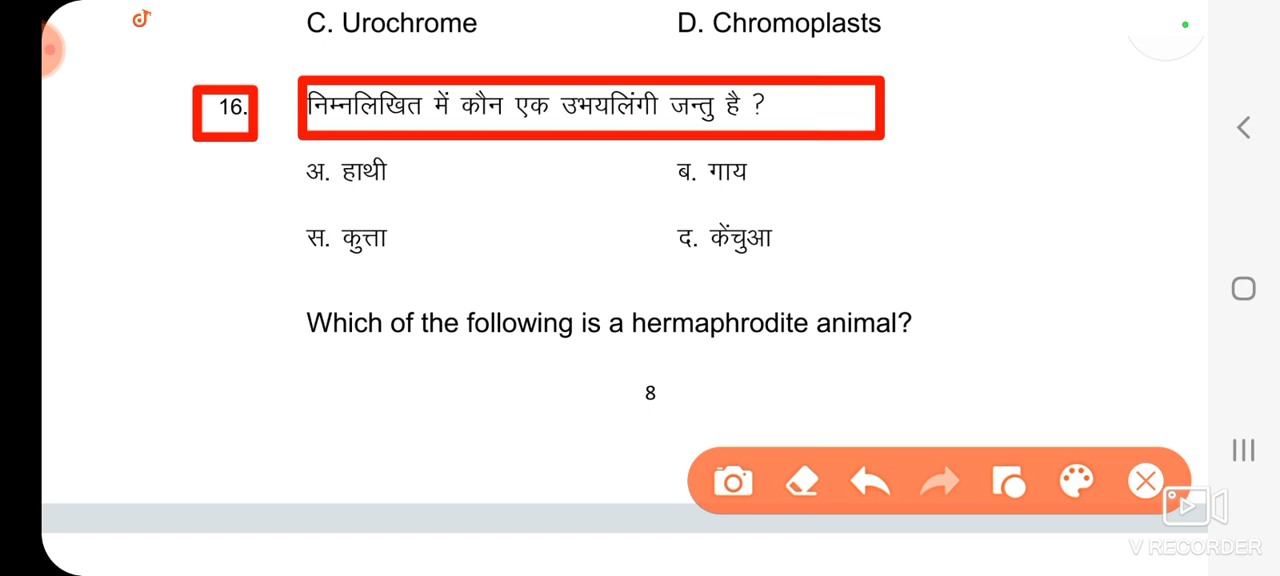 C. Urochrome D. Chromoplasts
16. निम्नलिखित में कौन एक उभयलिंगी जन्तु है ?
अ. हाथी ब. गाय
स. कुत्ता द. केंचुआ
Which of the following is a hermaphrodite animal?
8
V RECORDER